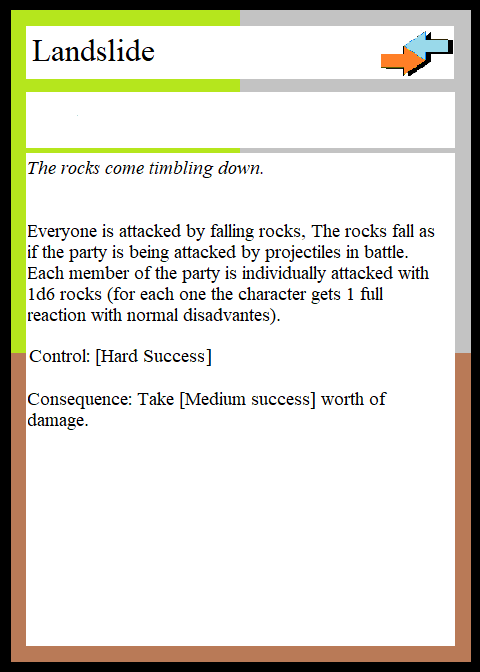 Landslide
The rocks come timbling down.
Everyone is attacked by falling rocks, The rocks fall as
if the party is being attacked by projectiles in battle.
Each member of the party is individually attacked with
1d6 rocks (for each one the character gets 1 full
reaction with normal disadvantes).
Control: [Hard Success]
Consequence: Take [Medium success] worth of
damage.